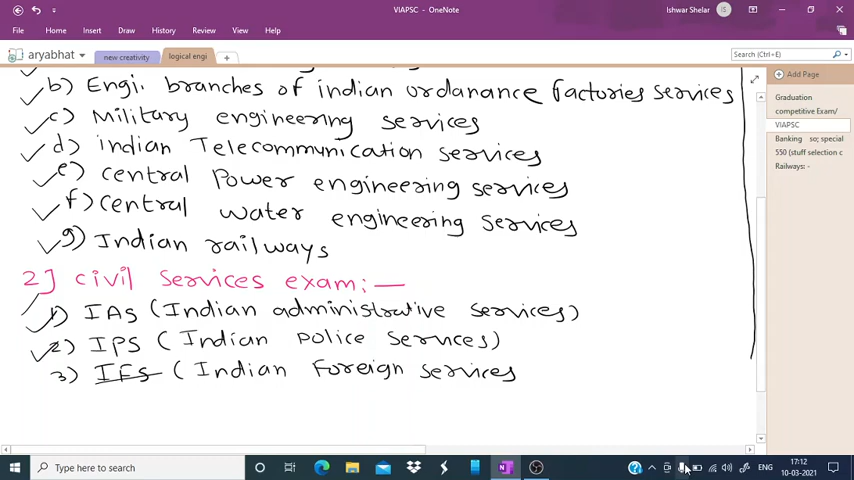 VIAPSC - OneNote
Ishwar Shelar
File Home Insert Draw History Review View Help
aryabhat new creativity logical engi
Search (Ctrl+E)
Add Page
Graduation
competitive Exam/
VIAPSC
Banking so; special
550 (stuff selection c
Railways: -
b) Engi. branches of indian ordanance factories services
c) Military engineering services
d) indian Telecommunication services
e) central Power engineering services
f) Central water engineering services
g) Indian railways
2] civil services exam:—
1) IAS (Indian administrative services)
2) IPS (Indian Police Services)
3) IFS (Indian Foreign services
Type here to search
ENG
17:12
10-03-2021